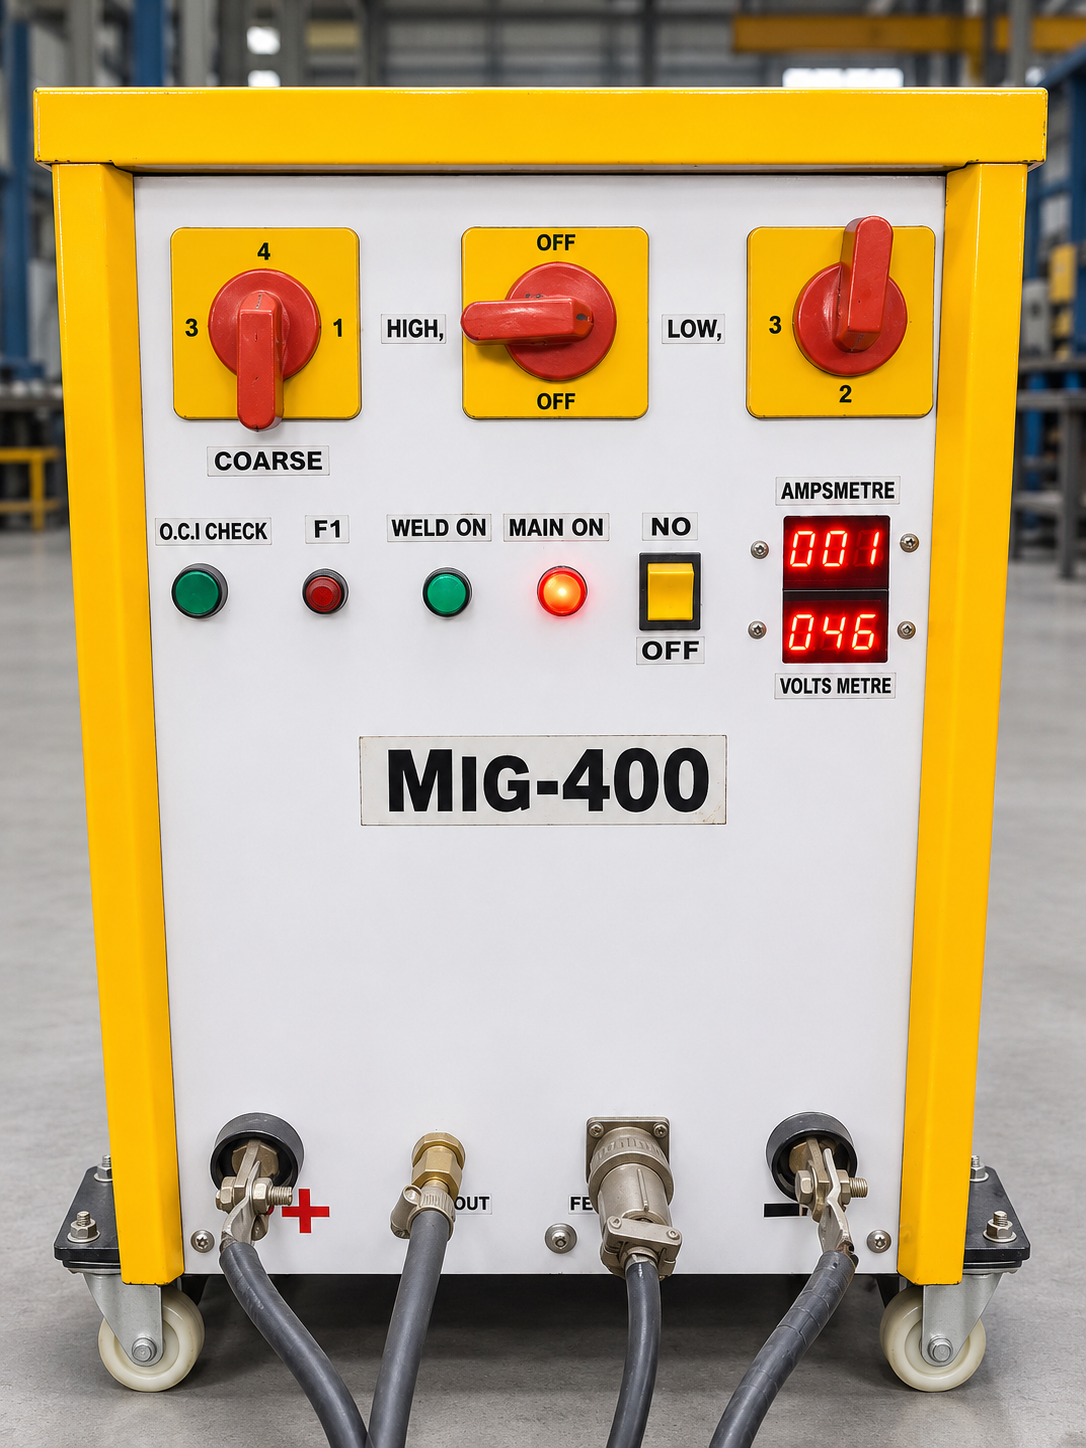 4
3
1
COARSE
OFF
HIGH,
LOW,
OFF
3
2
O.C.I CHECK
F1
WELD ON
MAIN ON
NO
OFF
AMPSMETRE
001
046
VOLTS METRE
MIG-400
+
OUT
FE
-